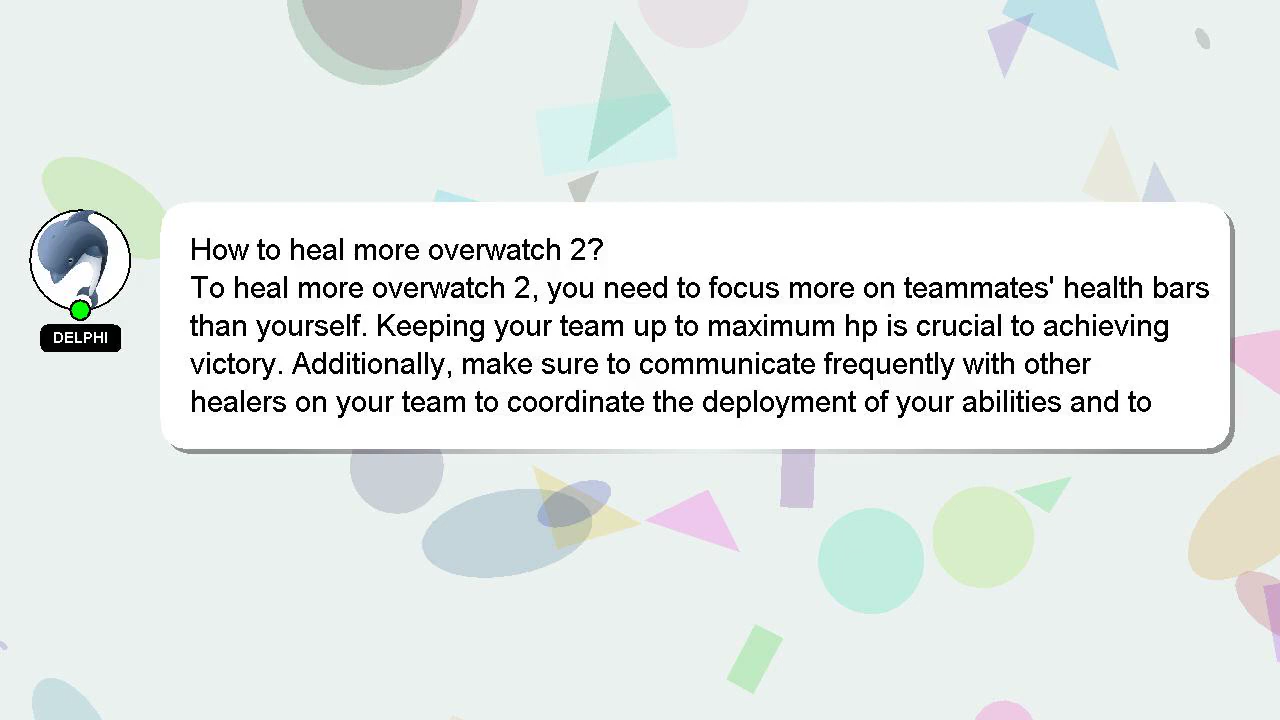 How to heal more overwatch 2?
To heal more overwatch 2, you need to focus more on teammates' health bars
than yourself. Keeping your team up to maximum hp is crucial to achieving
victory. Additionally, make sure to communicate frequently with other
healers on your team to coordinate the deployment of your abilities and to
DELPHI